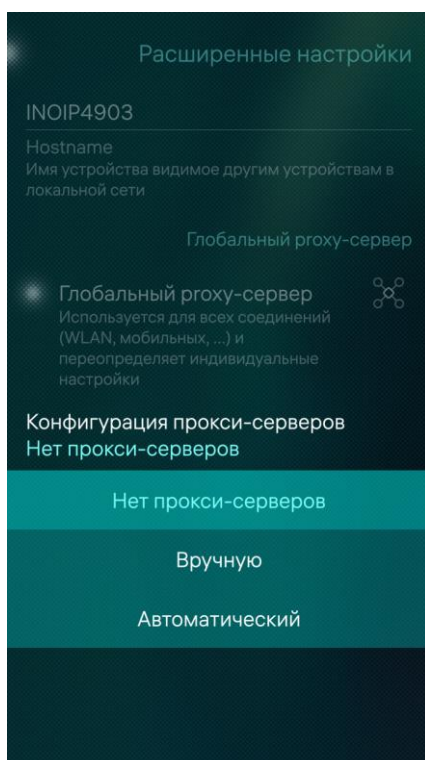 Расширенные настройки
INOIP4903
Hostname
Имя устройства видимое другим устройствам в
локальной сети
Глобальный proxy-сервер
Глобальный proxy-сервер
Используется для всех соединений
(WLAN, мобильных, ...) и
переопределяет индивидуальные
настройки
Конфигурация прокси-серверов
Нет прокси-серверов
Нет прокси-серверов
Вручную
Автоматический